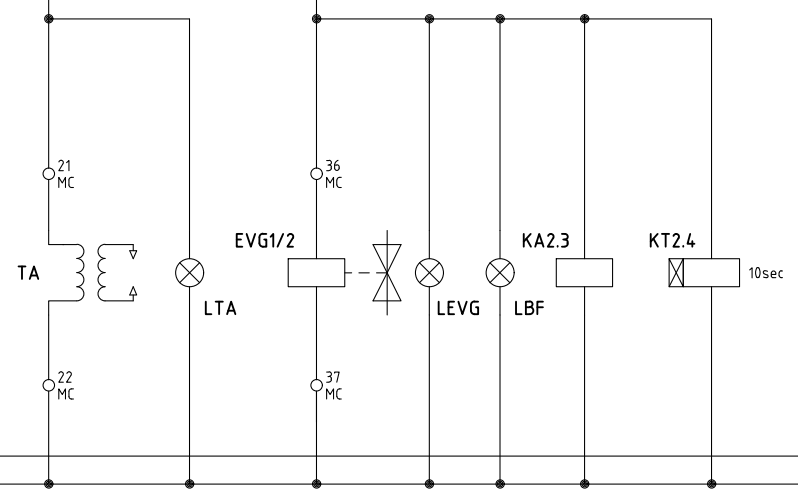 21
MC
36
MC
EVG1/2
KA2.3
KT2.4
TA
10sec
LTA
LEVG
LBF
22
MC
37
MC